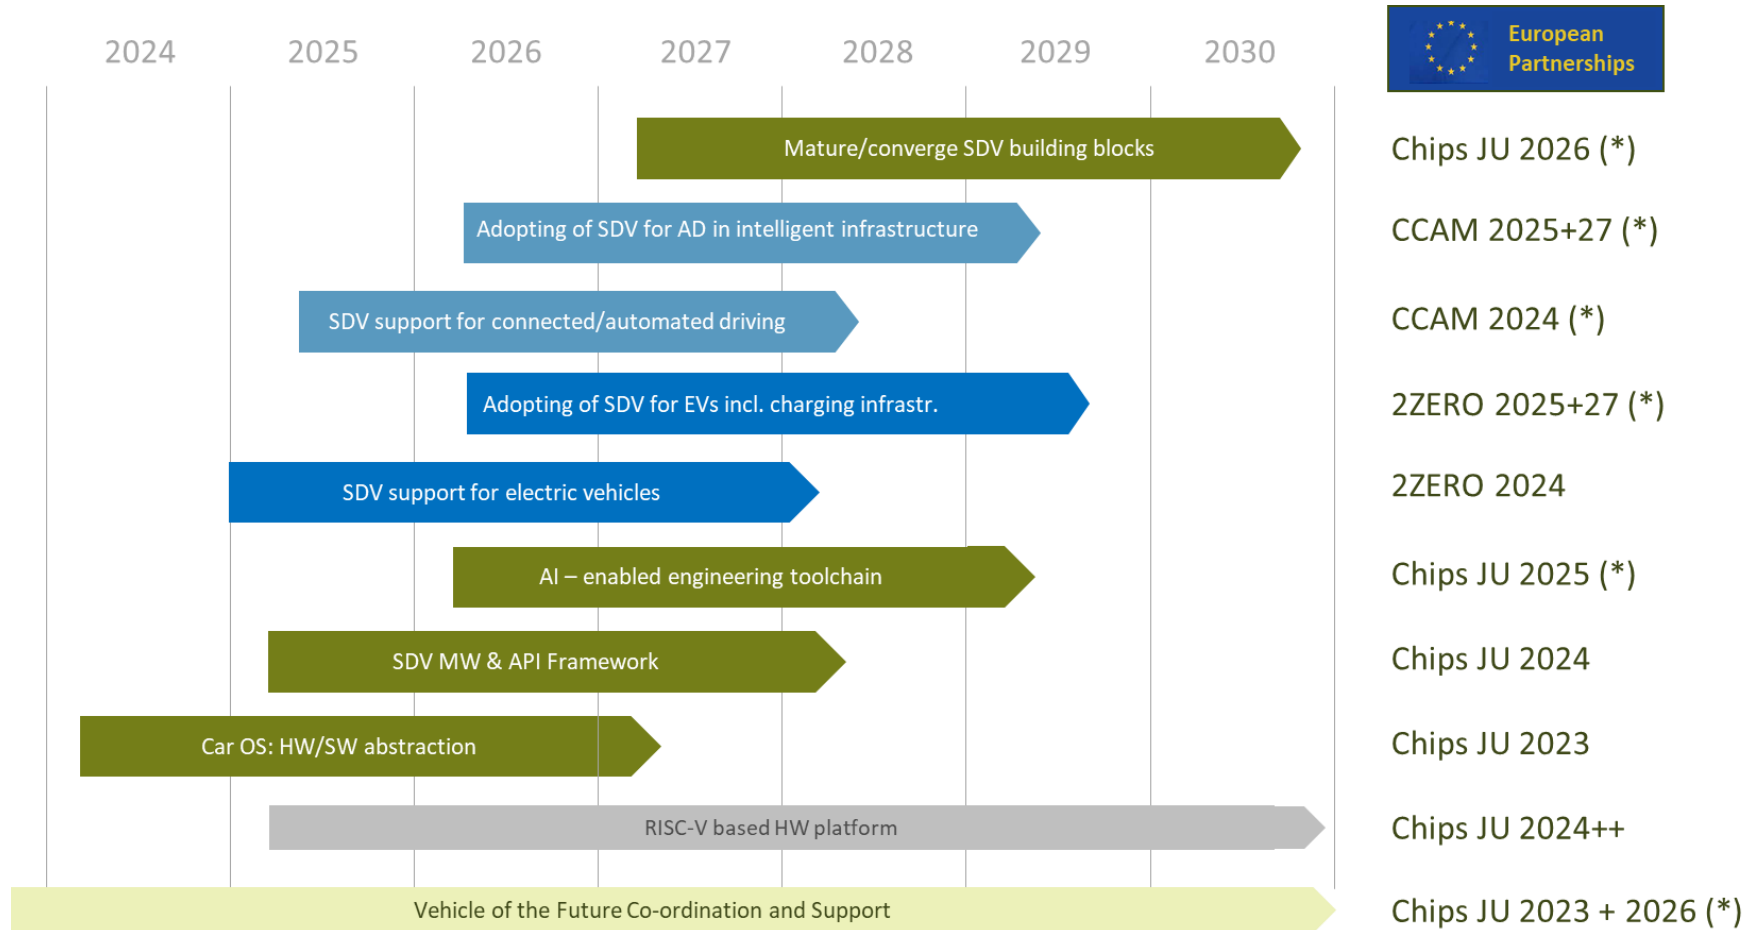 2024 2025 2026 2027 2028 2029 2030
European
Partnerships
Mature/converge SDV building blocks
Chips JU 2026 (*)
Adopting of SDV for AD in intelligent infrastructure
CCAM 2025+27 (*)
SDV support for connected/automated driving
CCAM 2024 (*)
Adopting of SDV for EVs incl. charging infrastr.
2ZERO 2025+27 (*)
SDV support for electric vehicles
2ZERO 2024
AI – enabled engineering toolchain
Chips JU 2025 (*)
SDV MW & API Framework
Chips JU 2024
Car OS: HW/SW abstraction
Chips JU 2023
RISC-V based HW platform
Chips JU 2024++
Vehicle of the Future Co-ordination and Support
Chips JU 2023 + 2026 (*)